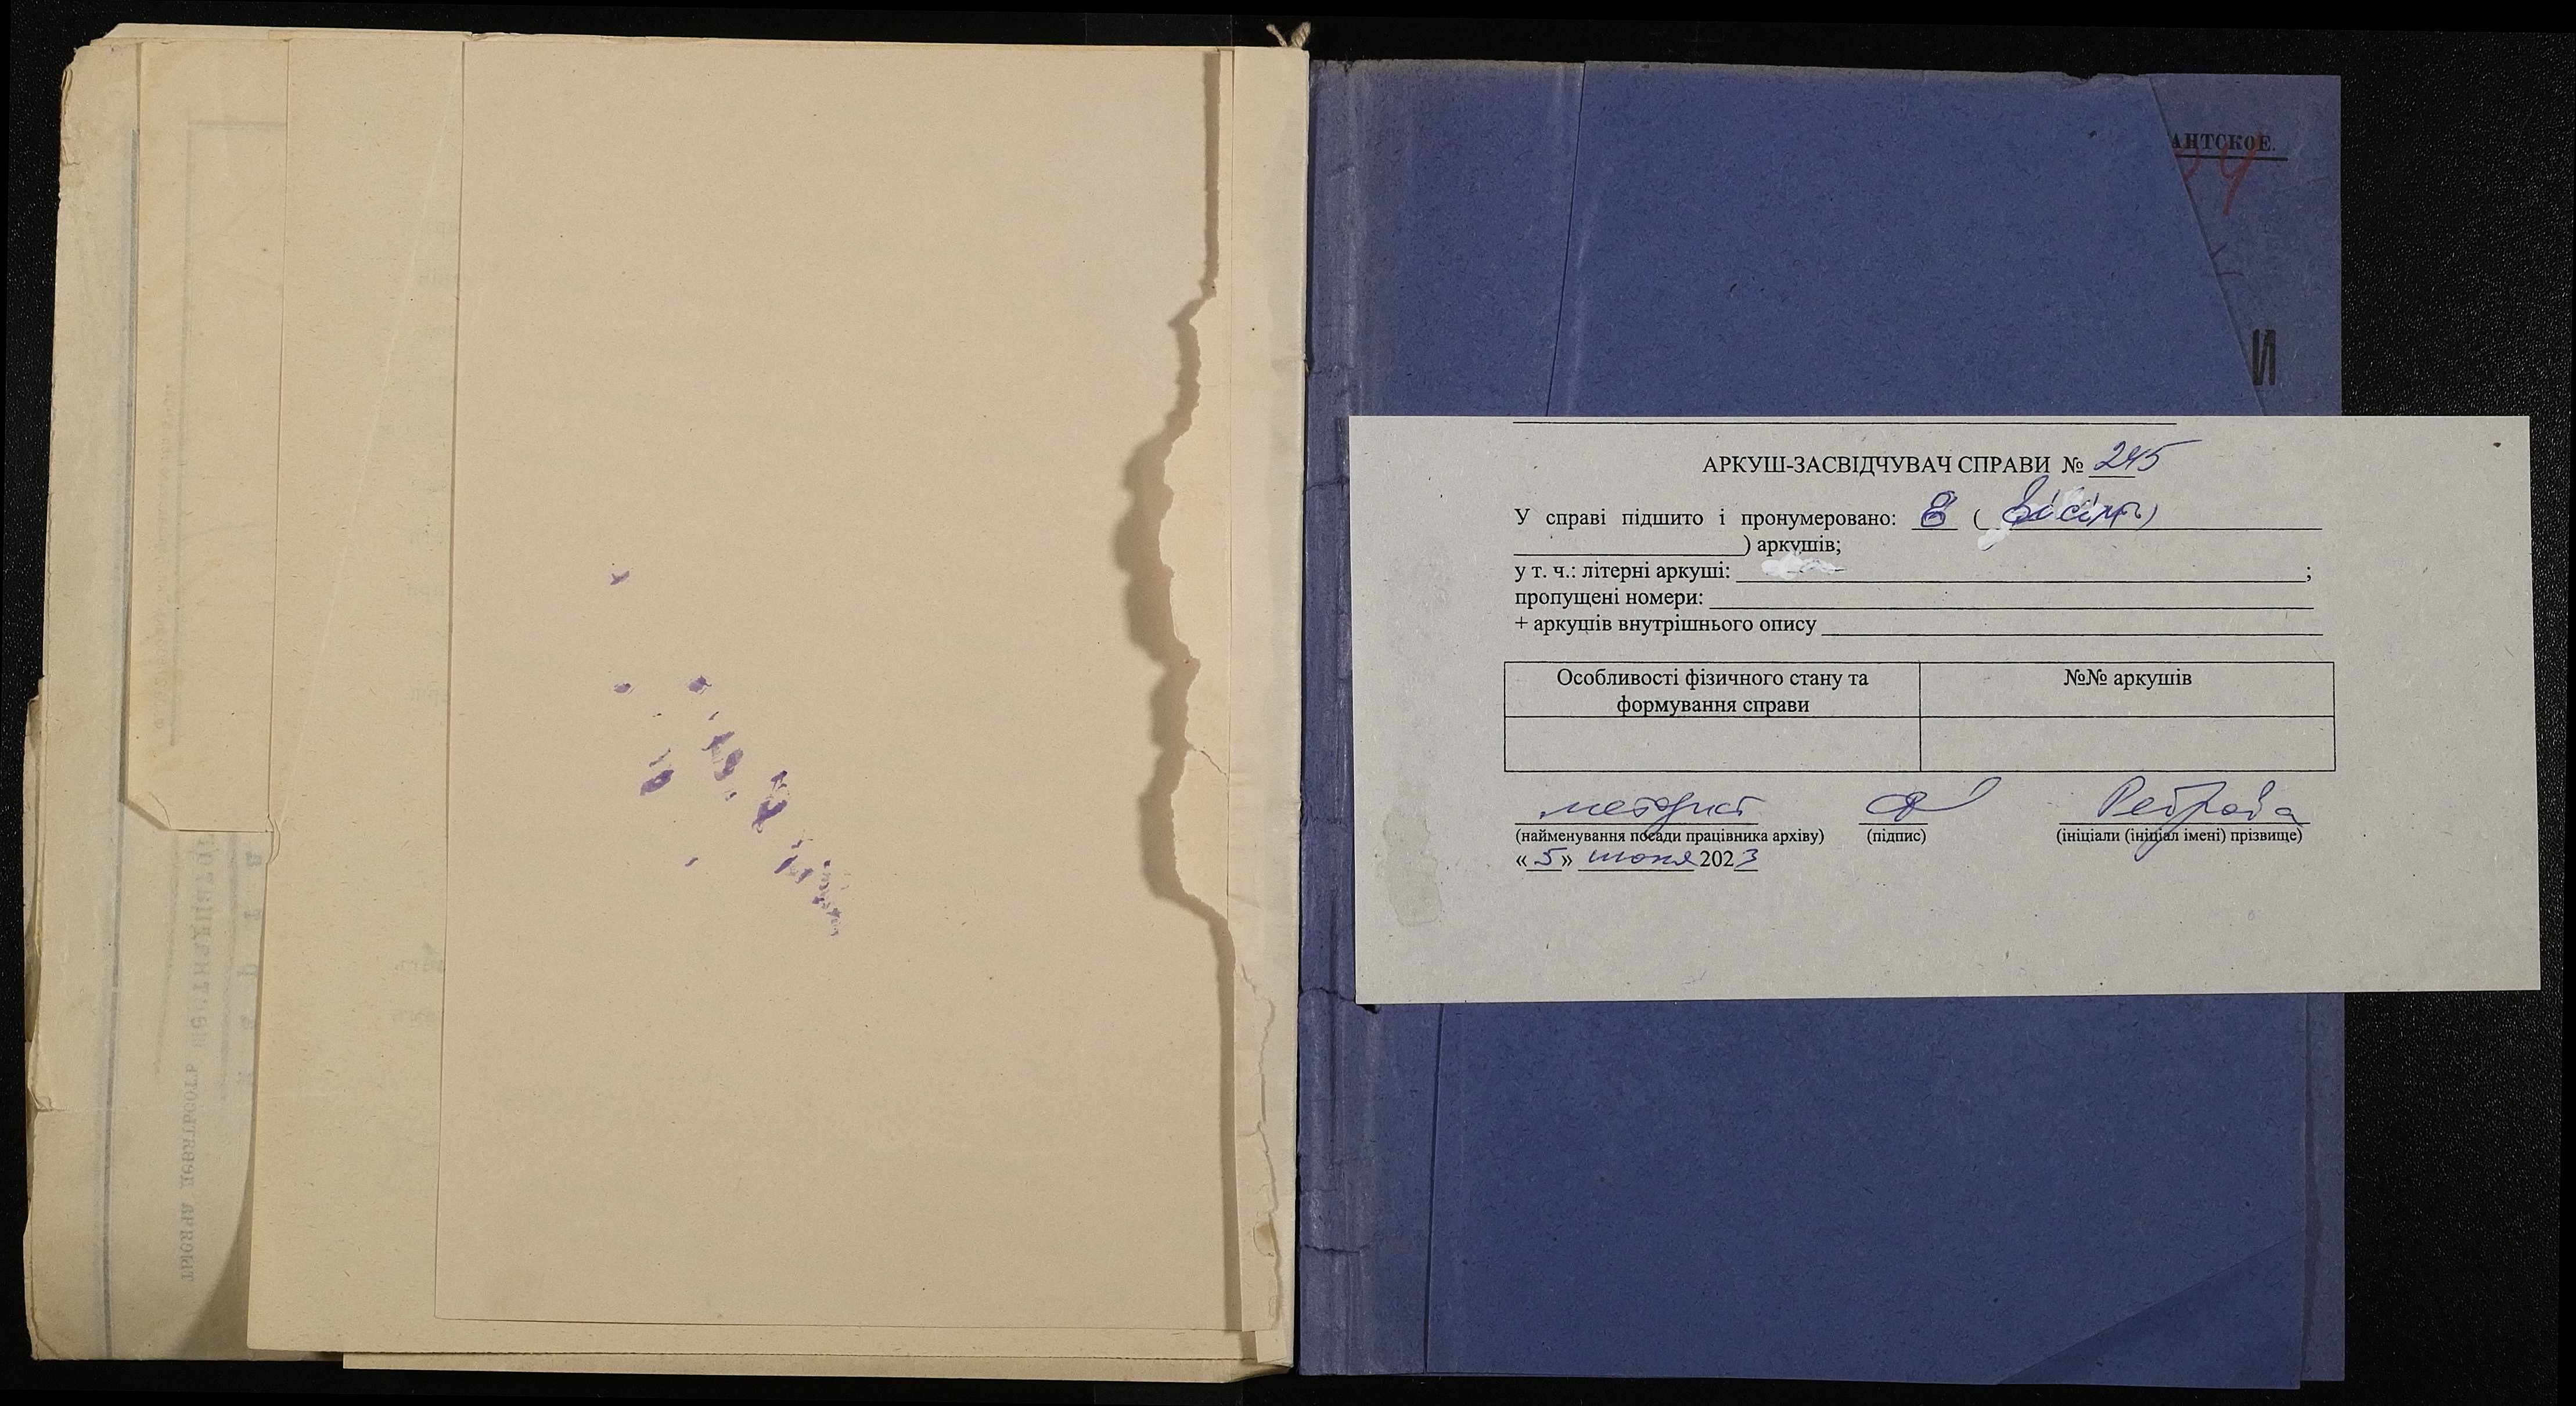 АНТСКОЕ.
И
АРКУШ-ЗАСВІДЧУВАЧ СПРАВИ № 245
У справі підшито і пронумеровано: 8 ( вісім )
) аркушів;
у т. ч.: літерні аркуші: ;
пропущені номери:
+ аркушів внутрішнього опису
Особливості фізичного стану та формування справи
№№ аркушів
методист
(найменування посади працівника архіву) (підпис) (ініціали (ініціал імені) прізвище)
« 5 » июня 2023